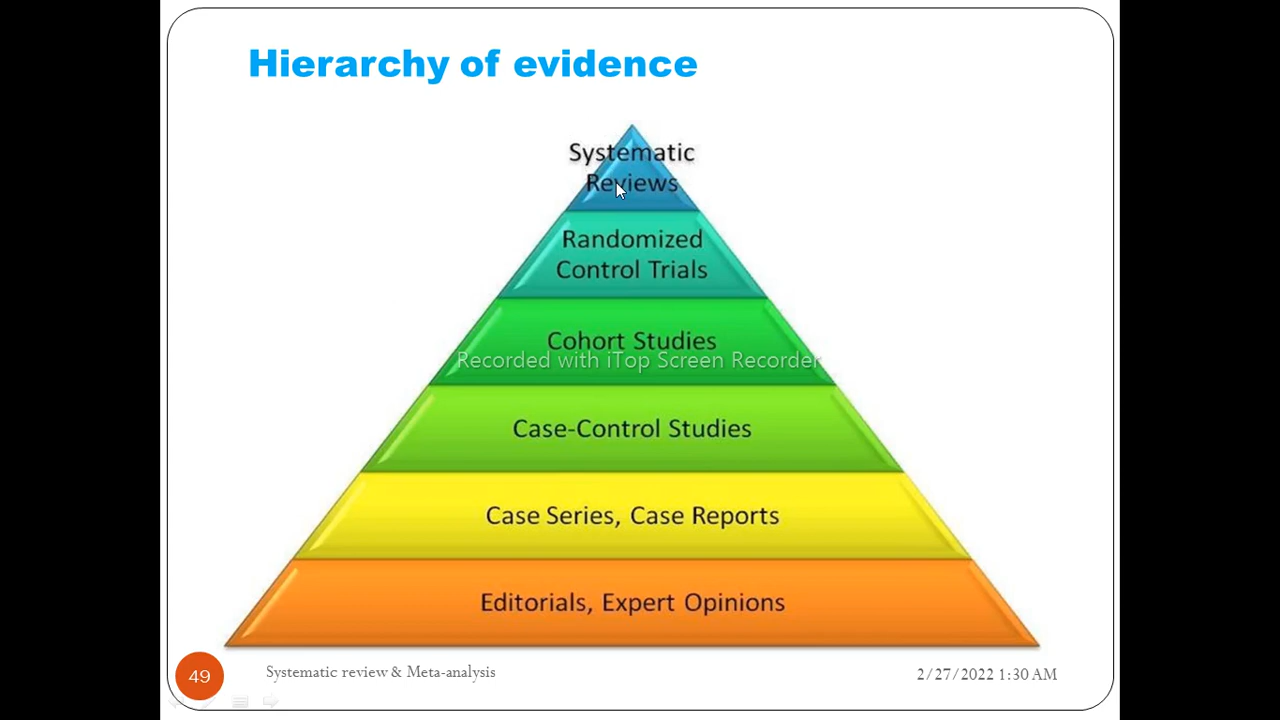 Hierarchy of evidence
Systematic
Reviews
Randomized
Control Trials
Cohort Studies
Recorded with iTop Screen Recorder
Case-Control Studies
Case Series, Case Reports
Editorials, Expert Opinions
49
Systematic review & Meta-analysis
2/27/2022 1:30 AM